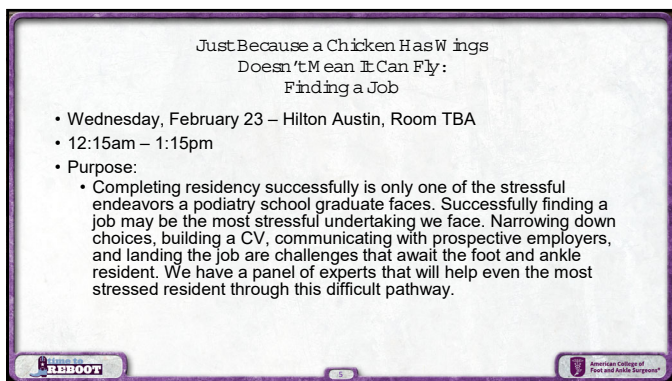 Just Because a Chicken Has Wings
Doesn't Mean It Can Fly:
Finding a Job
• Wednesday, February 23 – Hilton Austin, Room TBA
• 12:15am – 1:15pm
• Purpose:
• Completing residency successfully is only one of the stressful
endeavors a podiatry school graduate faces. Successfully finding a
job may be the most stressful undertaking we face. Narrowing down
choices, building a CV, communicating with prospective employers,
and landing the job are challenges that await the foot and ankle
resident. We have a panel of experts that will help even the most
stressed resident through this difficult pathway.
time to
REBOOT
5
American College of
Foot and Ankle Surgeons®